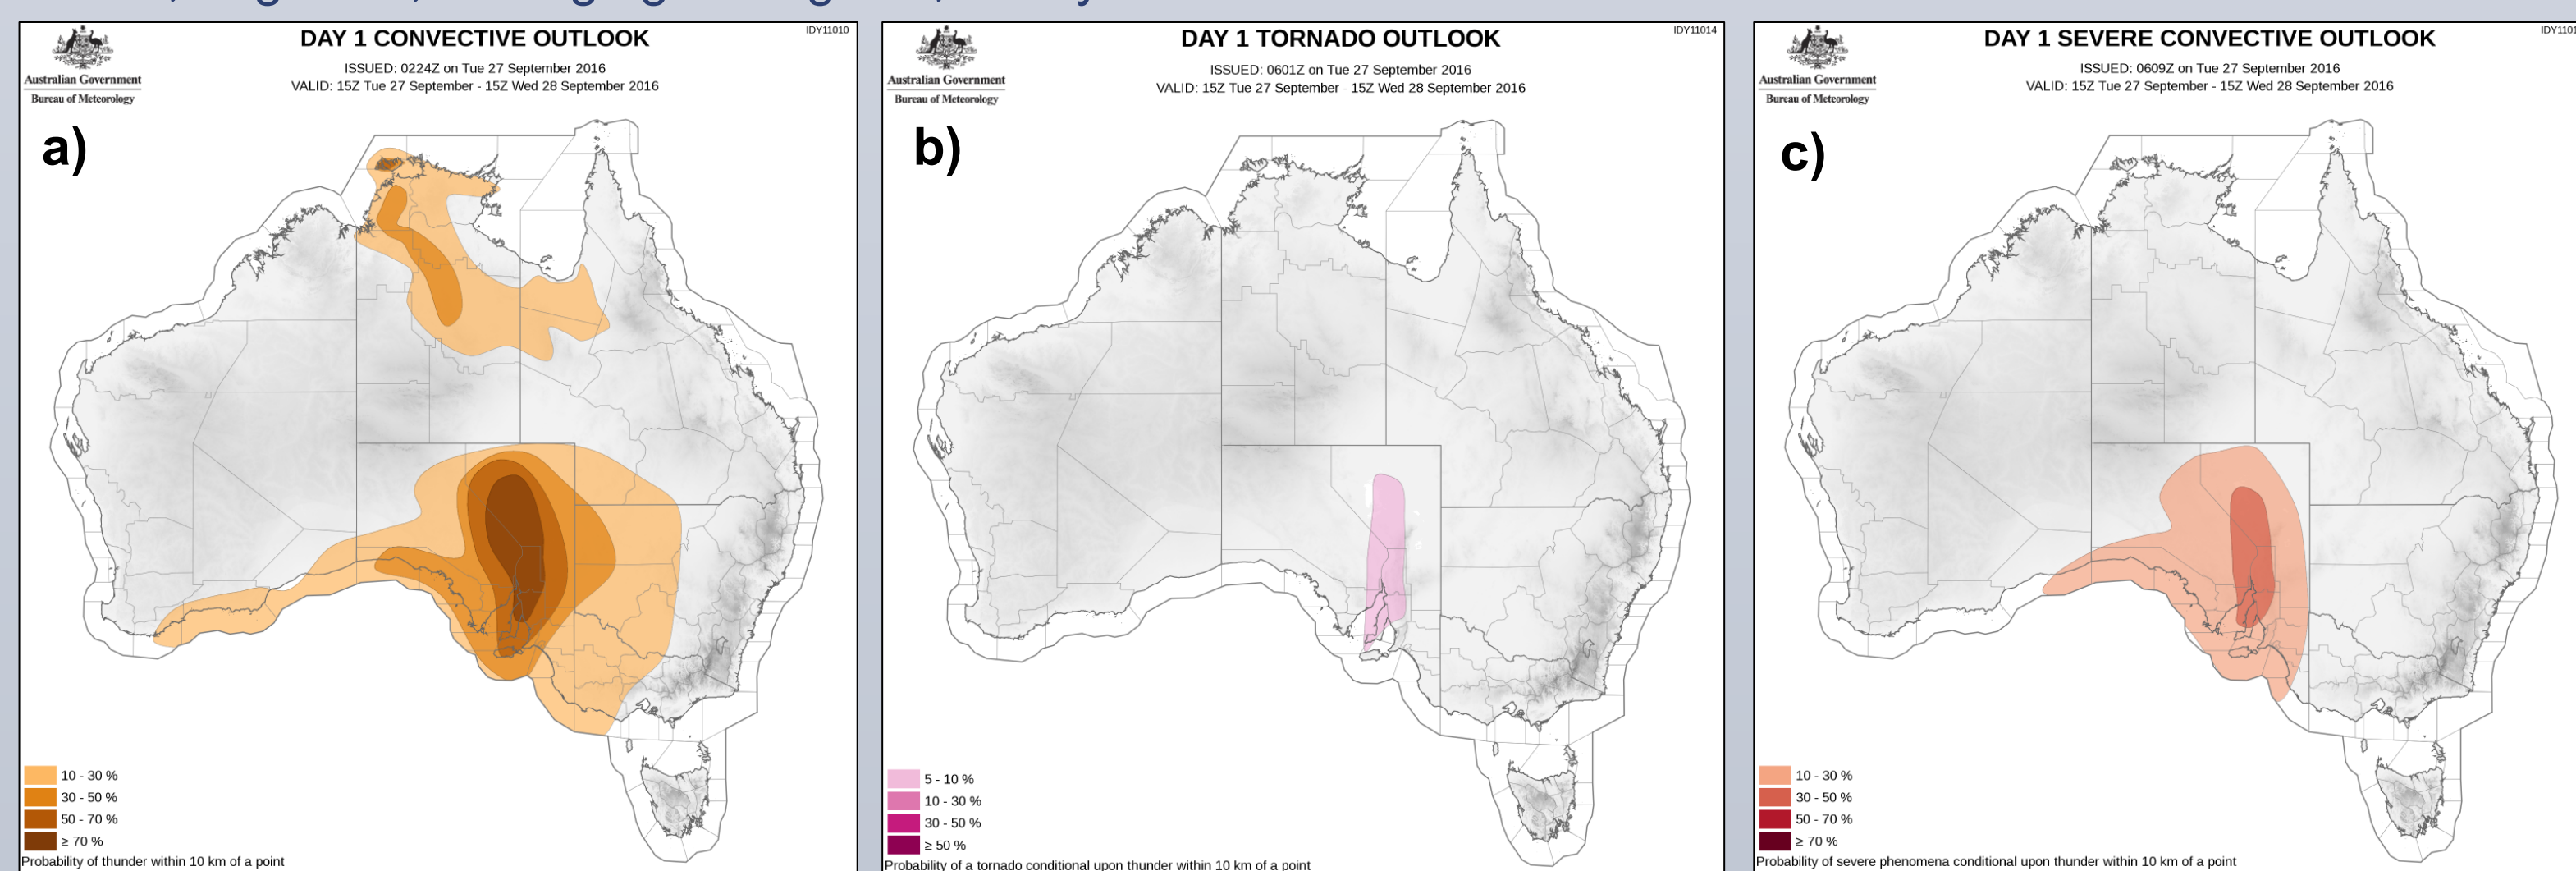 IDY11010
DAY 1 CONVECTIVE OUTLOOK
ISSUED: 0224Z on Tue 27 September 2016
VALID: 15Z Tue 27 September - 15Z Wed 28 September 2016
Australian Government
Bureau of Meteorology
a)
10 - 30 %
30 - 50 %
50 - 70 %
≥ 70 %
Probability of thunder within 10 km of a point
IDY11014
DAY 1 TORNADO OUTLOOK
ISSUED: 0601Z on Tue 27 September 2016
VALID: 15Z Tue 27 September - 15Z Wed 28 September 2016
Australian Government
Bureau of Meteorology
b)
5 - 10 %
10 - 30 %
30 - 50 %
≥ 50 %
Probability of a tornado conditional upon thunder within 10 km of a point
DAY 1 SEVERE CONVECTIVE OUTLOOK
ISSUED: 0609Z on Tue 27 September 2016
VALID: 15Z Tue 27 September - 15Z Wed 28 September 2016
Australian Government
Bureau of Meteorology
c)
10 - 30 %
30 - 50 %
50 - 70 %
≥ 70 %
Probability of severe phenomena conditional upon thunder within 10 km of a point